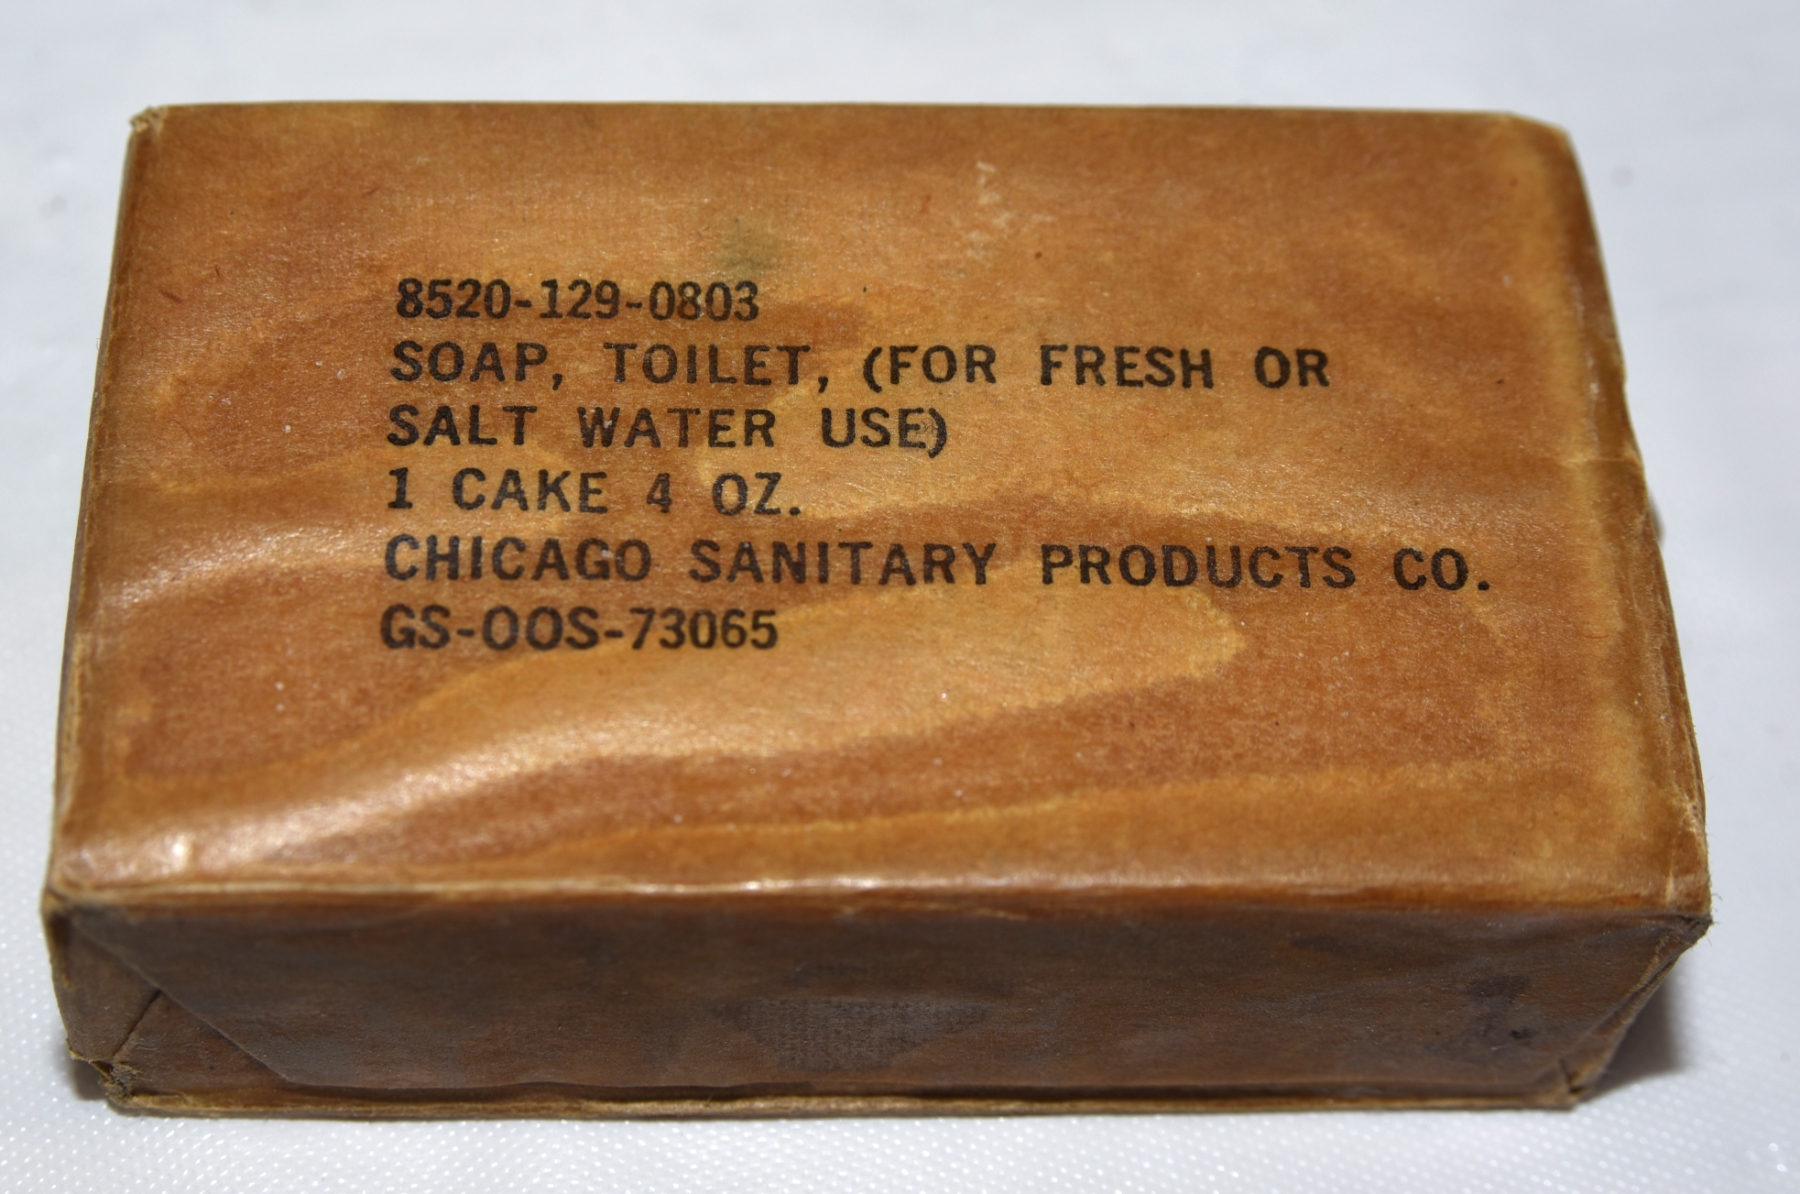 8520-129-0803
SOAP, TOILET, (FOR FRESH OR
SALT WATER USE)
1 CAKE 4 OZ.
CHICAGO SANITARY PRODUCTS CO.
GS-OOS-73065